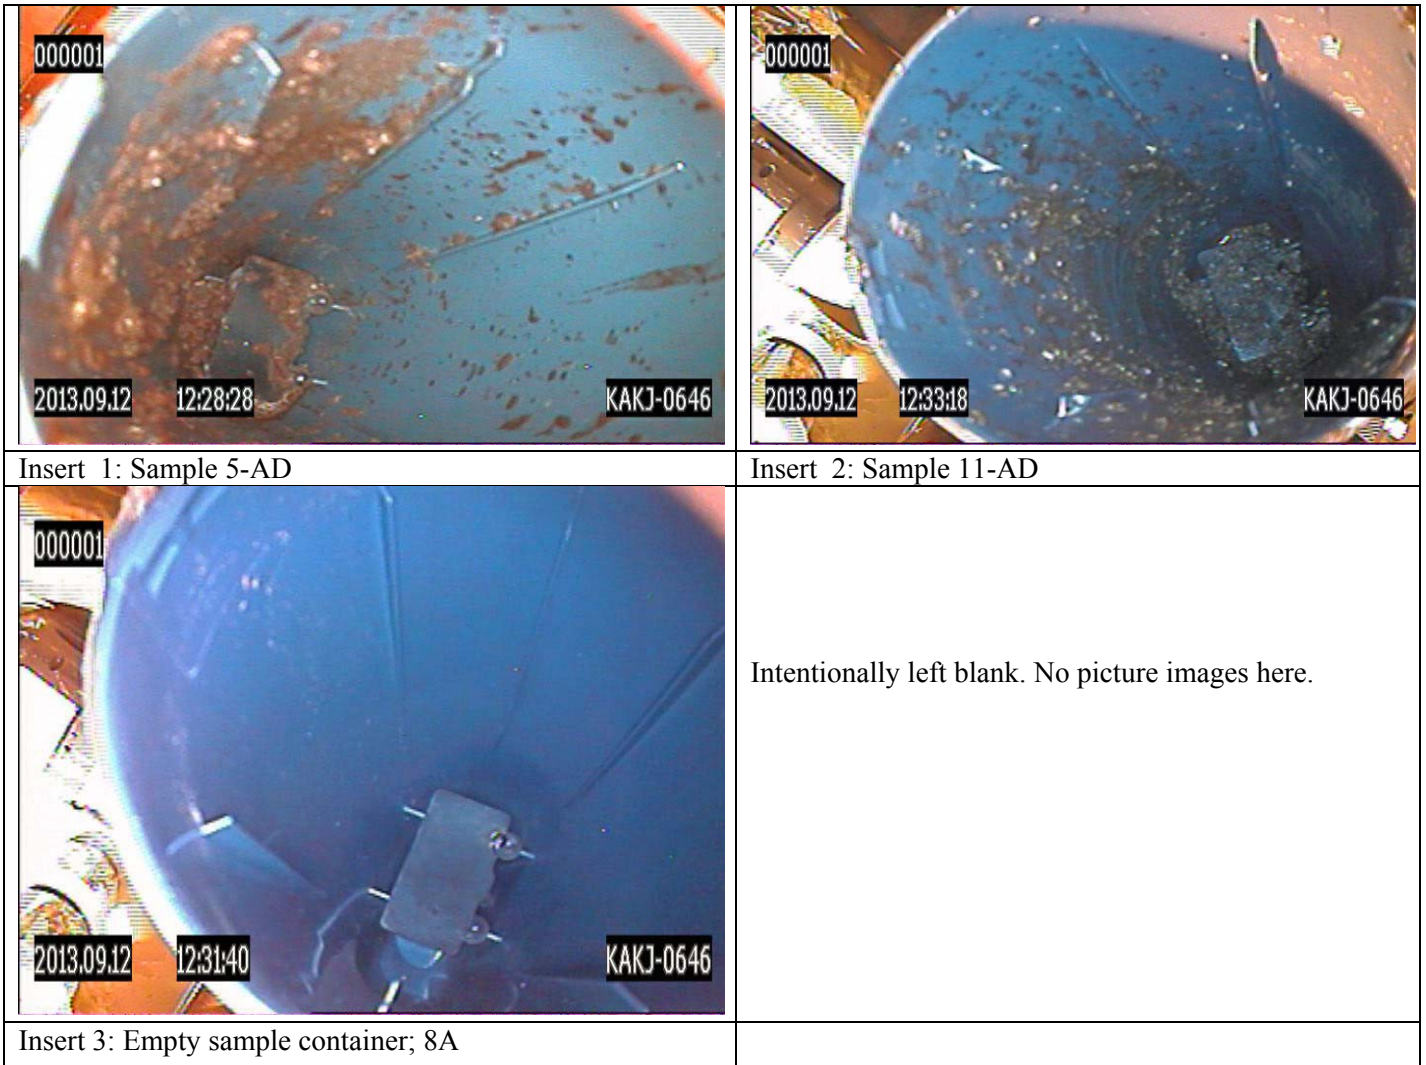 000001
2013.09.12 12:28:28 KAKJ-0646
Insert 1: Sample 5-AD
000001
2013.09.12 12:33:18 KAKJ-0646
Insert 2: Sample 11-AD
000001
2013.09.12 12:31:40 KAKJ-0646
Insert 3: Empty sample container; 8A
Intentionally left blank. No picture images here.